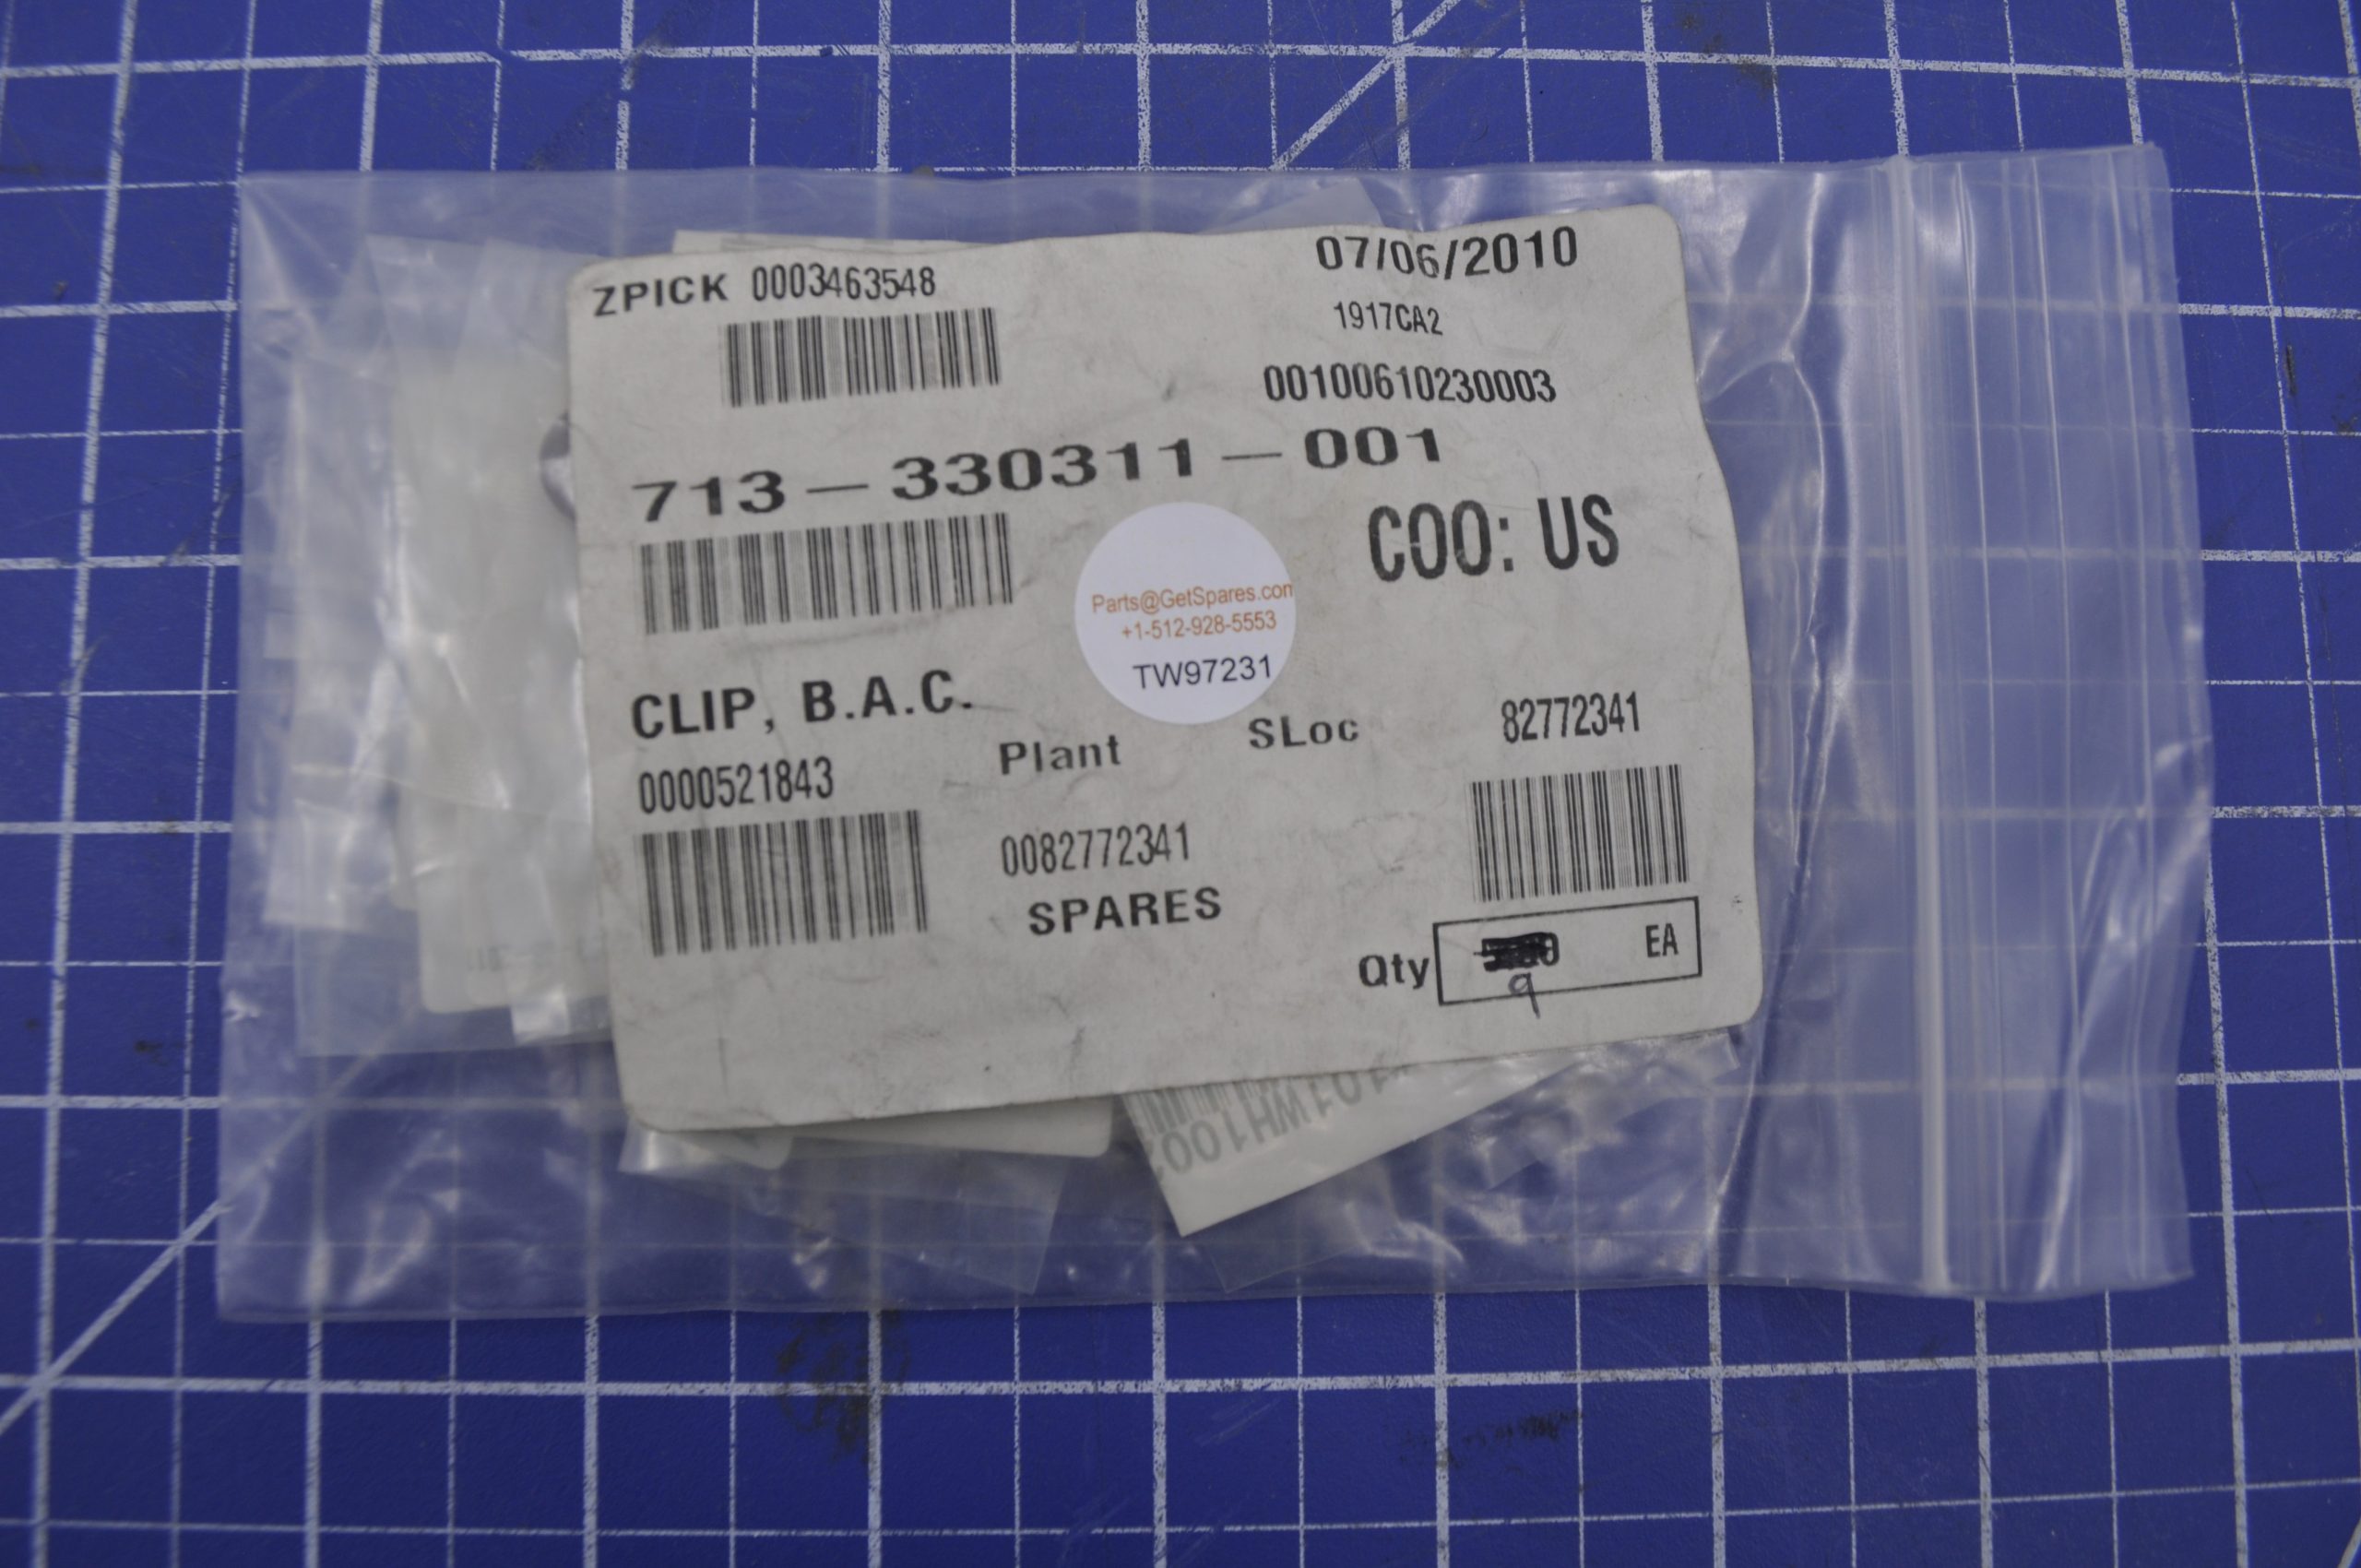 ZPICK 0003463548
07/06/2010
1917CA2
00100610230003
713-330311-001
COO: US
Parts@GetSpares.com
+1-512-928-5553
TW97231
CLIP, B.A.C.
Plant
SLoc
82772341
0000521843
0082772341
SPARES
Qty
EA
9